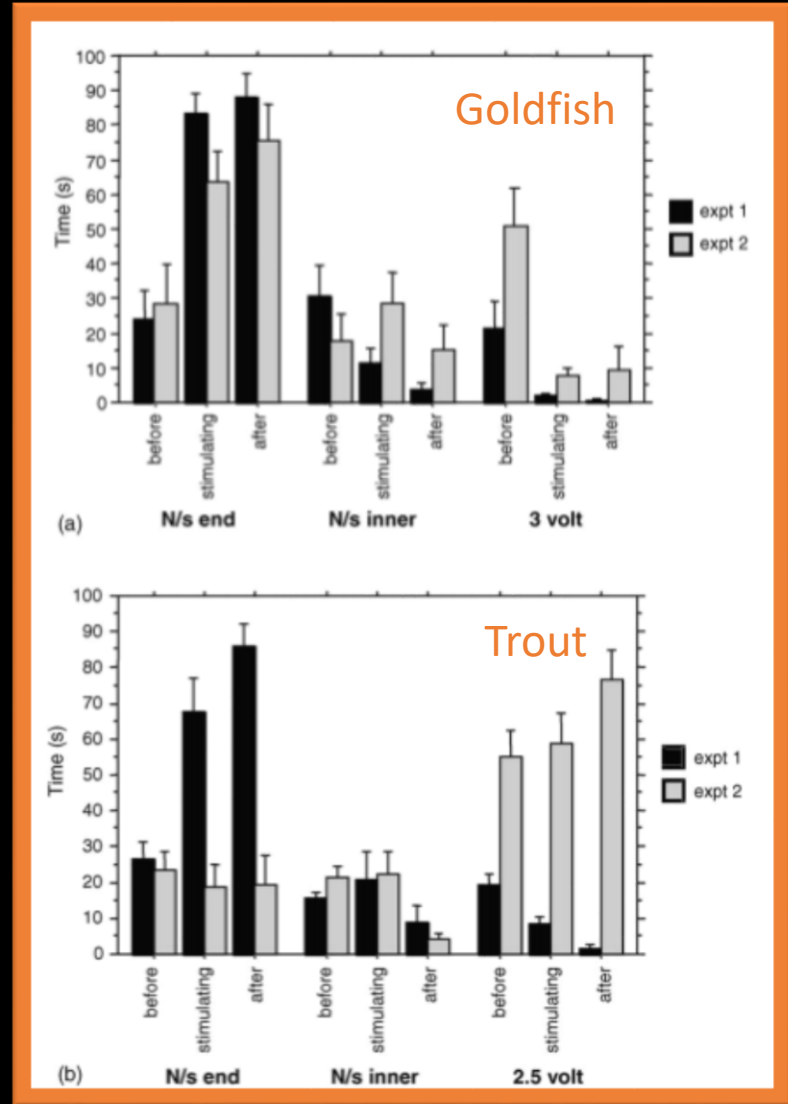 Goldfish
100
90
80
70
60
50
40
30
20
10
0
Time (s)
expt 1
expt 2
before
stimulating
after
before
stimulating
after
before
stimulating
after
(a) N/s end N/s inner 3 volt
Trout
100
90
80
70
60
50
40
30
20
10
0
Time (s)
expt 1
expt 2
before
stimulating
after
before
stimulating
after
before
stimulating
after
(b) N/s end N/s inner 2.5 volt